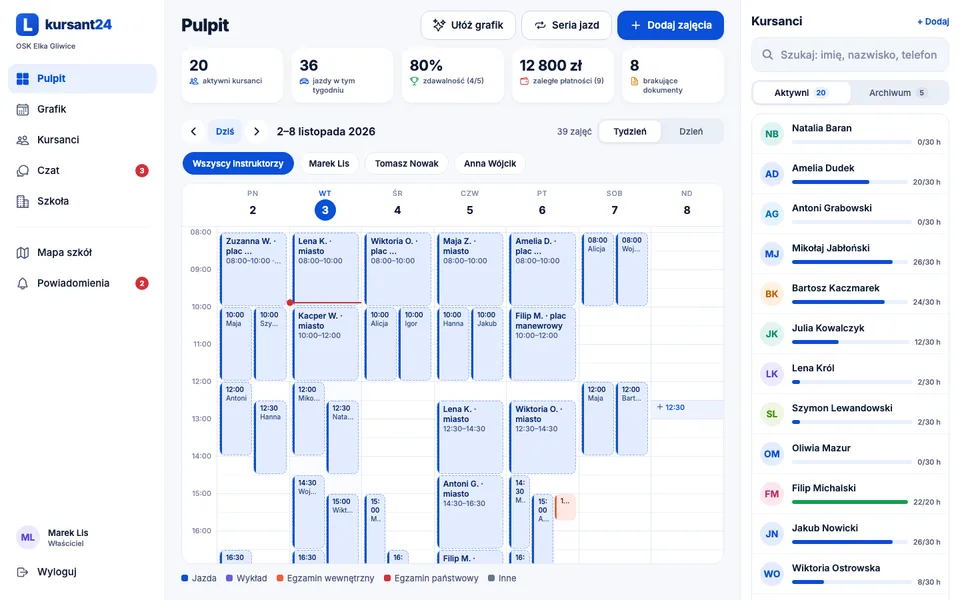 L kursant24
OSK Elka Gliwice
Pulpit
Grafik
Kursanci
Czat 3
Szkoła
Mapa szkół
Powiadomienia 2
ML Marek Lis
Właściciel
Wyloguj
Pulpit
Ułóż grafik
Seria jazd
+ Dodaj zajęcia
20
aktywni kursanci
36
jazdy w tym
tygodniu
80%
zdawalność (4/5)
12 800 zł
zaległe płatności (9)
8
brakujące
dokumenty
Dziś
2–8 listopada 2026
39 zajęć
Tydzień
Dzień
Wszyscy instruktorzy
Marek Lis
Tomasz Nowak
Anna Wójcik
PN WT ŚR CZW PT SOB ND
2 3 4 5 6 7 8
08:00
Zuzanna W. ·
plac ...
08:00–10:00 ·...
Lena K. ·
miasto
08:00–10:00
Wiktoria O. ·
plac ...
08:00–10:00
Maja Z. ·
miasto
08:00–10:00
Amelia D. ·
plac ...
08:00–10:00
08:00
Alicja
08:00
Woj...
09:00
10:00
10:00
Maja
10:00
Szy...
Kacper W. ·
miasto
10:00–12:00
10:00
Alicja
10:00
Igor
10:00
Hanna
10:00
Jakub
Filip M. · plac
manewrowy
10:00–12:00
11:00
12:00
12:00
Antoni
12:30
Hanna
12:00
Miko...
12:30
Nata...
Lena K. ·
miasto
12:30–14:30
Wiktoria O. ·
miasto
12:30–14:30
12:00
Maja
12:00
Bart...
+ 12:30
13:00
14:00
14:30
Woj...
15:00
Wikt...
15:
00
M..
Antoni G. ·
miasto
14:30–16:30
14:
30
M..
15:
00
A...
1...
15:00
16:00
16:30
16:30
16:
Filip M. ·
16:
Jazda
Wykład
Egzamin wewnętrzny
Egzamin państwowy
Inne
Kursanci
+ Dodaj
Szukaj: imię, nazwisko, telefon
Aktywni 20
Archiwum 5
NB Natalia Baran
0/30 h
AD Amelia Dudek
20/30 h
AG Antoni Grabowski
0/30 h
MJ Mikołaj Jabłoński
26/30 h
BK Bartosz Kaczmarek
24/30 h
JK Julia Kowalczyk
12/30 h
LK Lena Król
2/30 h
SL Szymon Lewandowski
2/30 h
OM Oliwia Mazur
0/30 h
FM Filip Michalski
22/20 h
JN Jakub Nowicki
26/30 h
WO Wiktoria Ostrowska
8/30 h